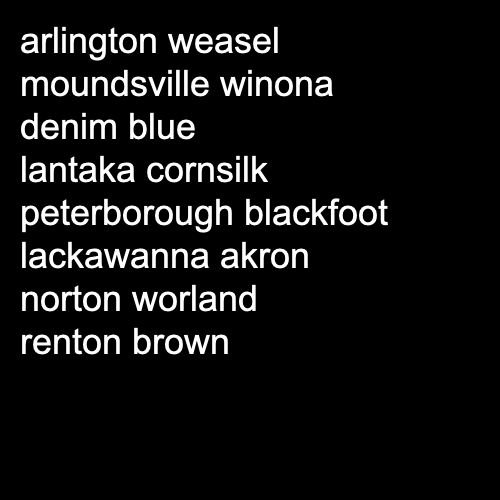 arlington weasel
moundsville winona
denim blue
lantaka cornsilk
peterborough blackfoot
lackawanna akron
norton worland
renton brown